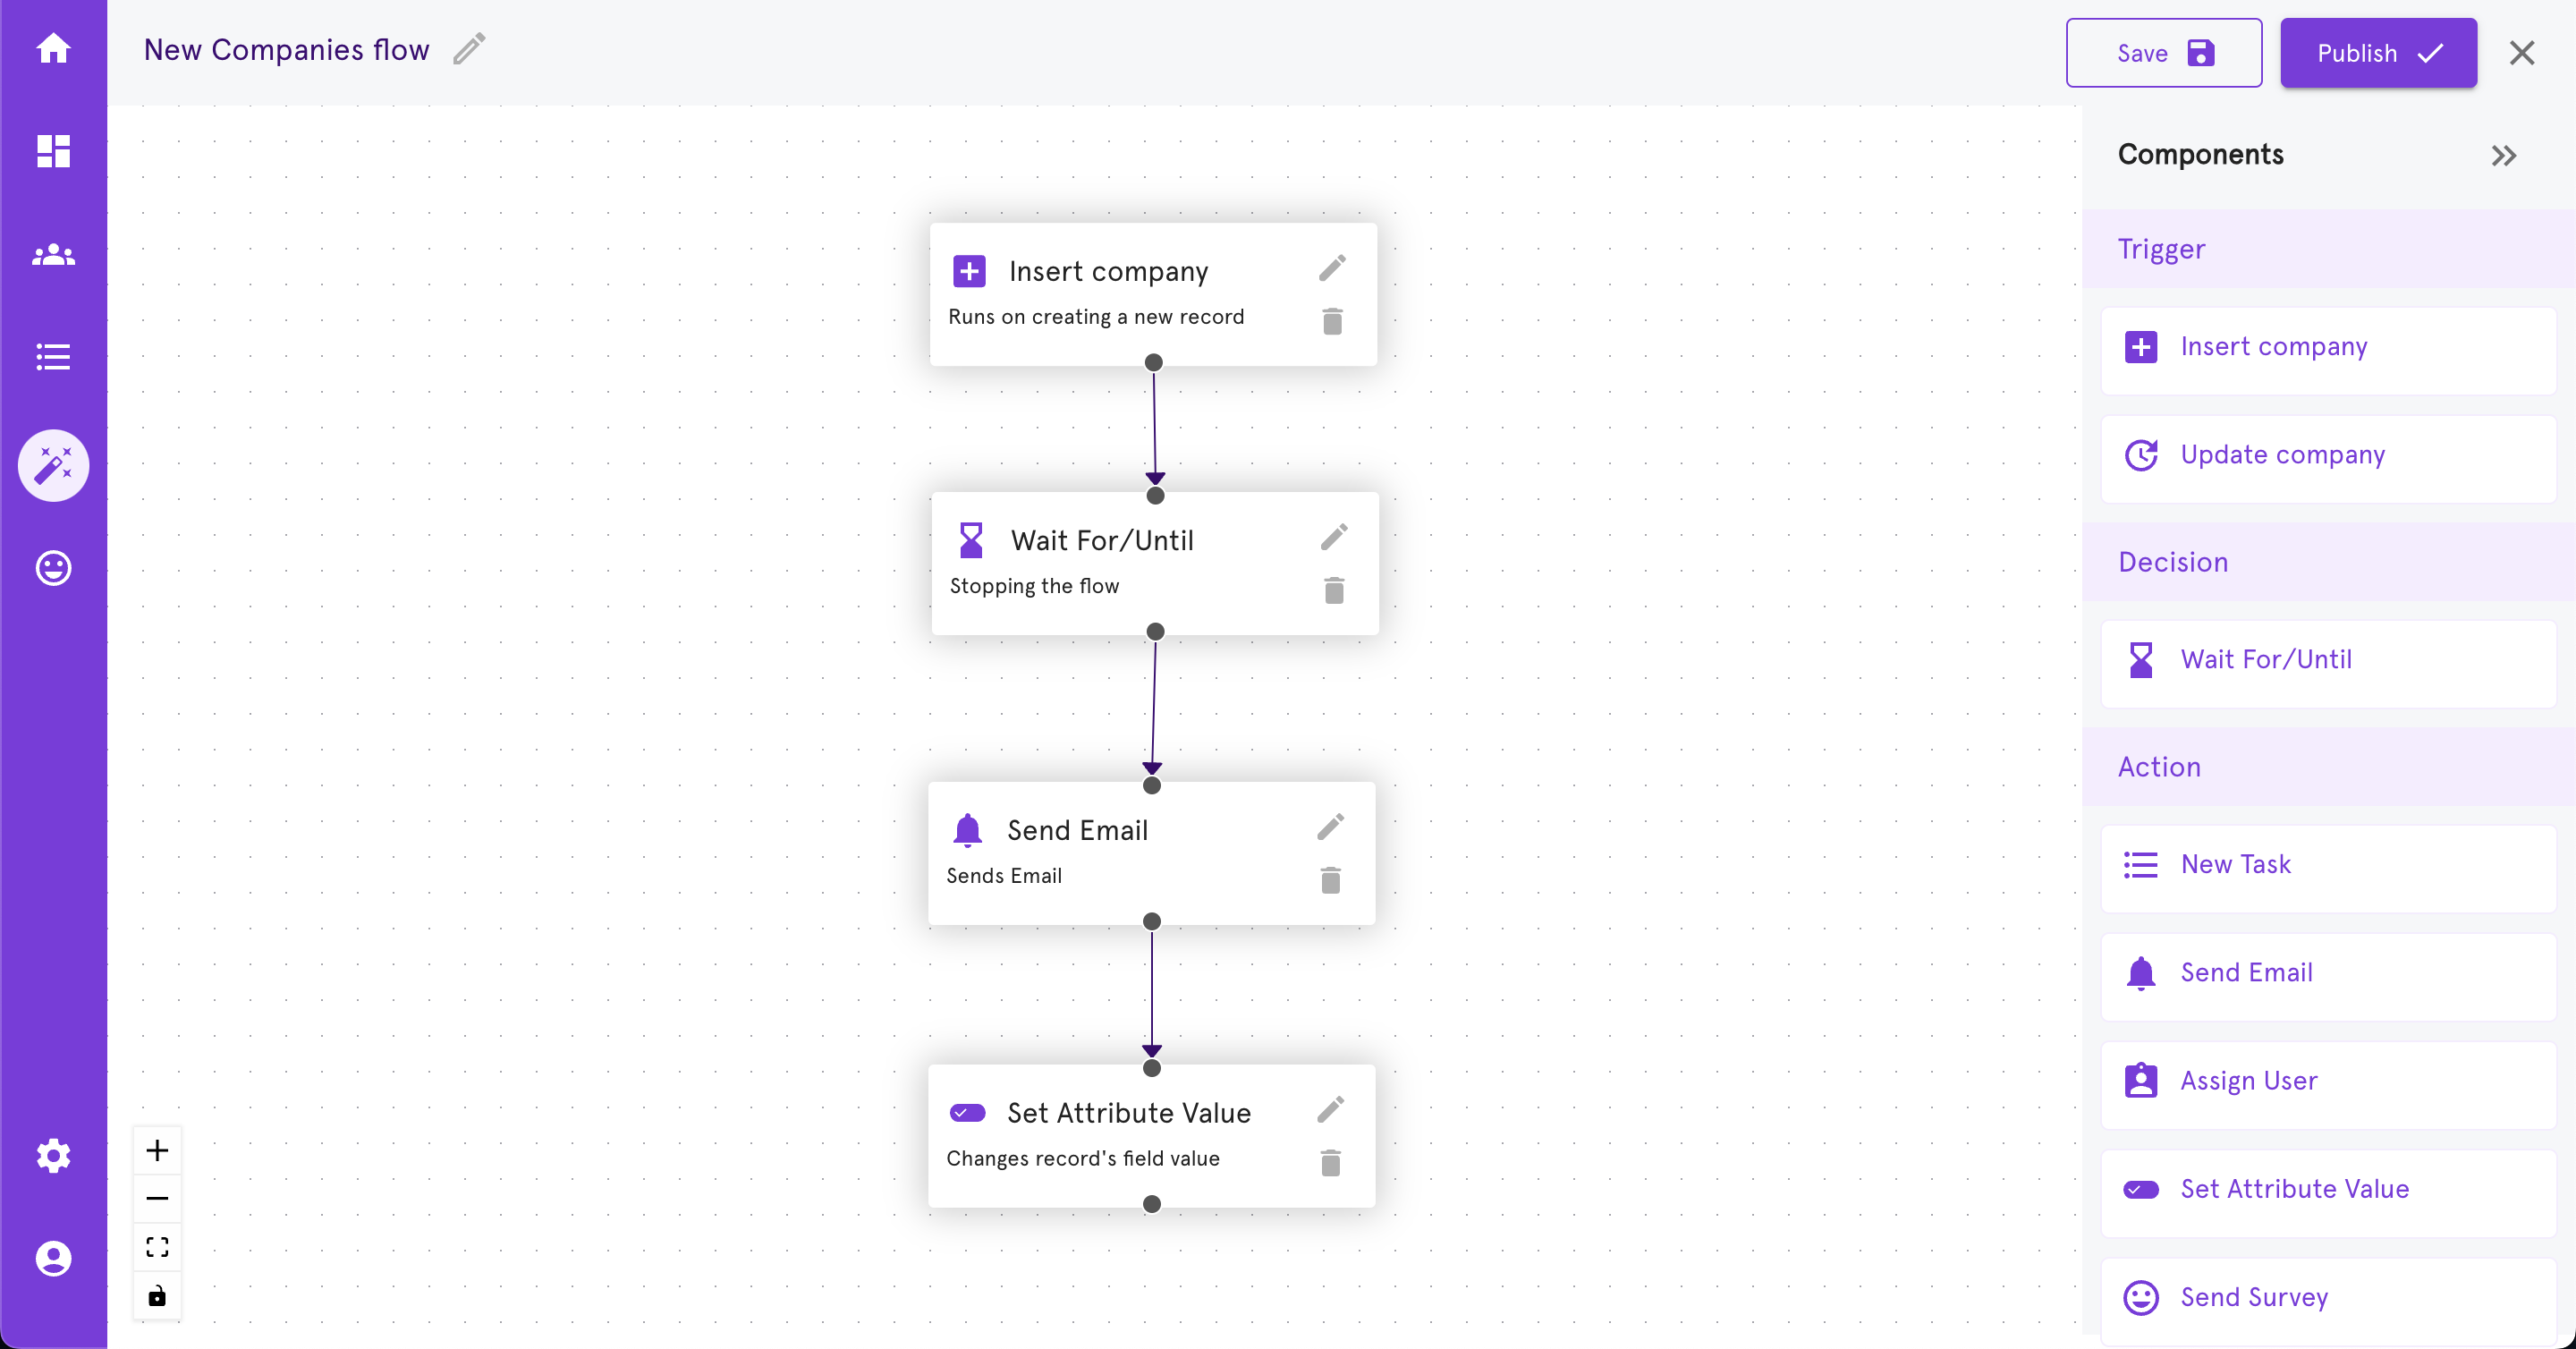 New Companies flow
Save
Publish
Insert company
Runs on creating a new record
Wait For/Until
Stopping the flow
Send Email
Sends Email
Set Attribute Value
Changes record's field value
Components
Trigger
Insert company
Update company
Decision
Wait For/Until
Action
New Task
Send Email
Assign User
Set Attribute Value
Send Survey